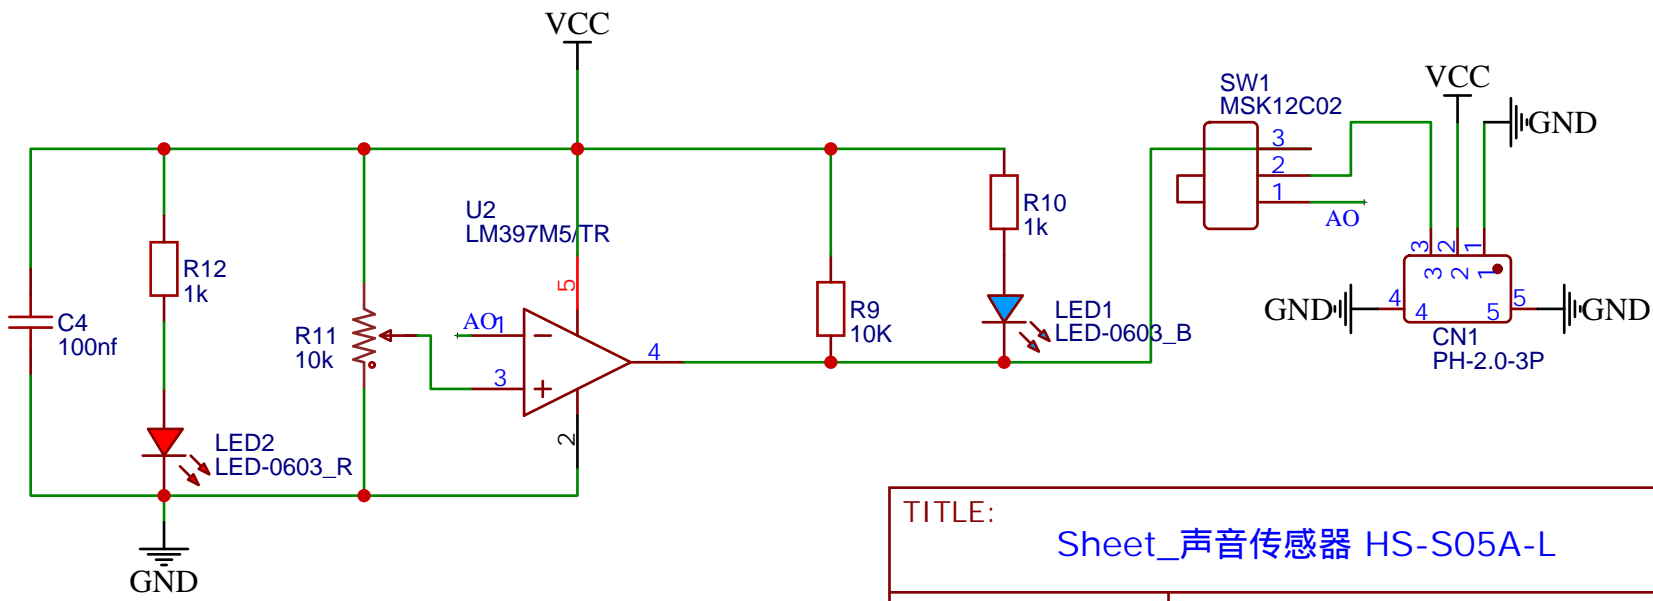 VCC
SW1
MSK12C02
3
2
1
AO
VCC
GND
U2
LM397M5/TR
R10
1k
R12
1k
5
3
2
1
3
2
1
R9
10K
LED1
LED-0603_B
GND
4
4
5
5
GND
C4
100nf
R11
10k
AO
1
3
4
2
CN1
PH-2.0-3P
LED2
LED-0603_R
GND
TITLE:
Sheet_声音传感器 HS-S05A-L